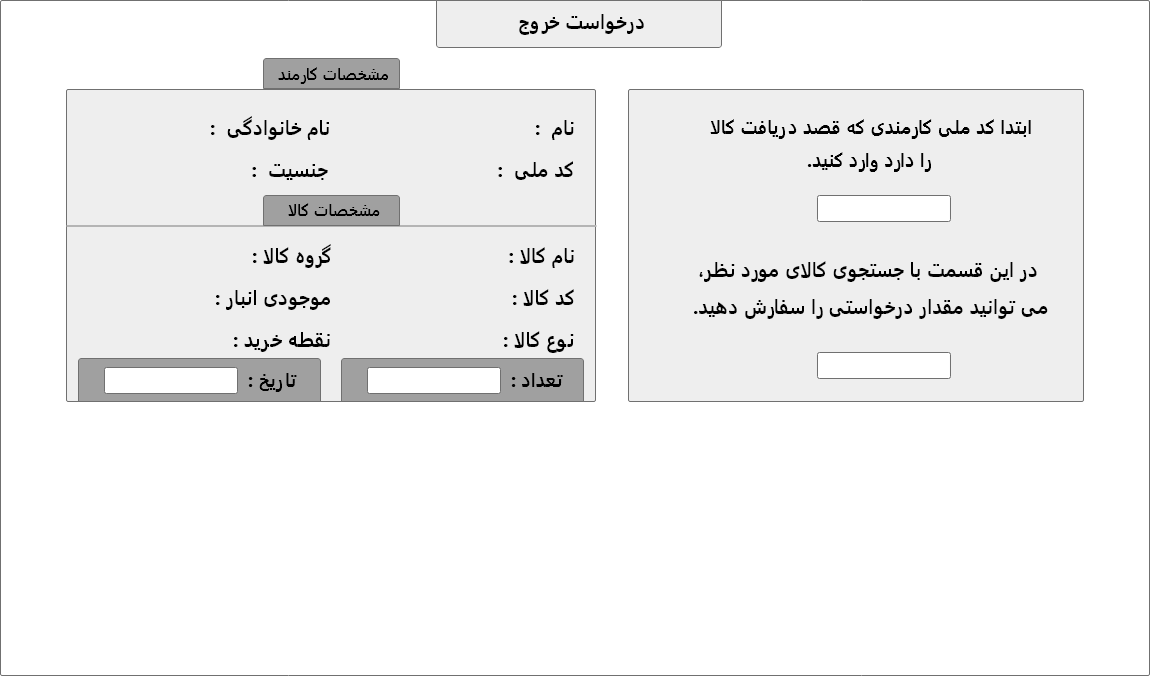 درخواست خروج
ابتدا کد ملی کارمندی که قصد دریافت کالا
را دارد وارد کنید.
در این قسمت با جستجوی کالای مورد نظر،
می توانید مقدار درخواستی را سفارش دهید.
مشخصات کارمند
نام : نام خانوادگی :
کد ملی : جنسیت :
مشخصات کالا
نام کالا : گروه کالا :
کد کالا : موجودی انبار :
نوع کالا : نقطه خرید :
تعداد : تاریخ :